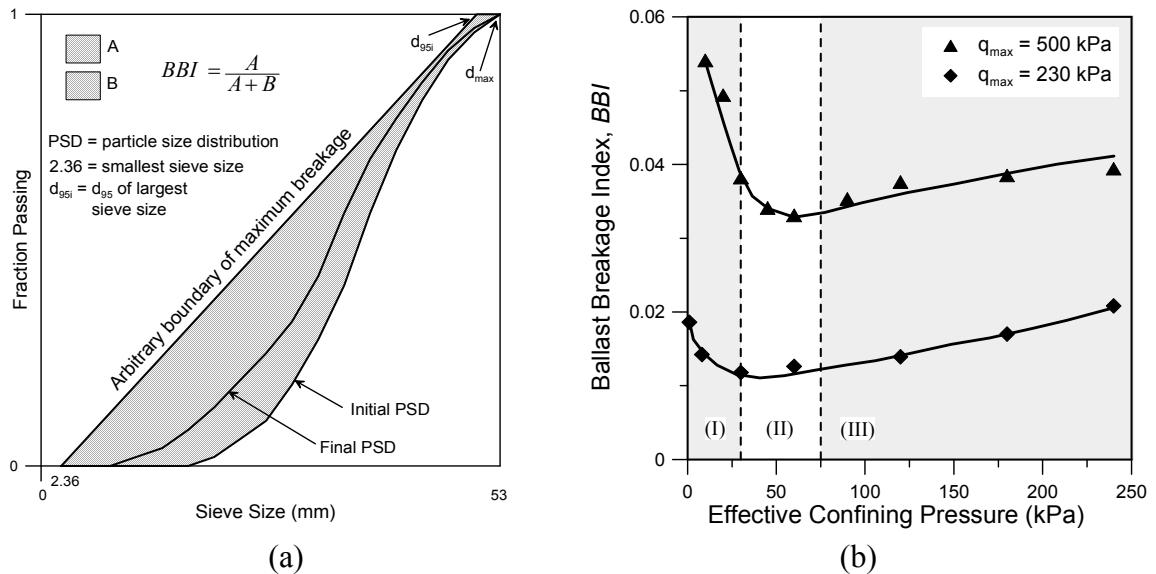 1
A
B
BBI = A / (A + B)
d95i
dmax
PSD = particle size distribution
2.36 = smallest sieve size
d95i = d95 of largest
sieve size
Arbitrary boundary of maximum breakage
Fraction Passing
Initial PSD
Final PSD
0
0
2.36
53
Sieve Size (mm)
(a)
0.06
0.04
0.02
0
Ballast Breakage Index, BBI
qmax = 500 kPa
qmax = 230 kPa
(I)
(II)
(III)
0 50 100 150 200 250
Effective Confining Pressure (kPa)
(b)